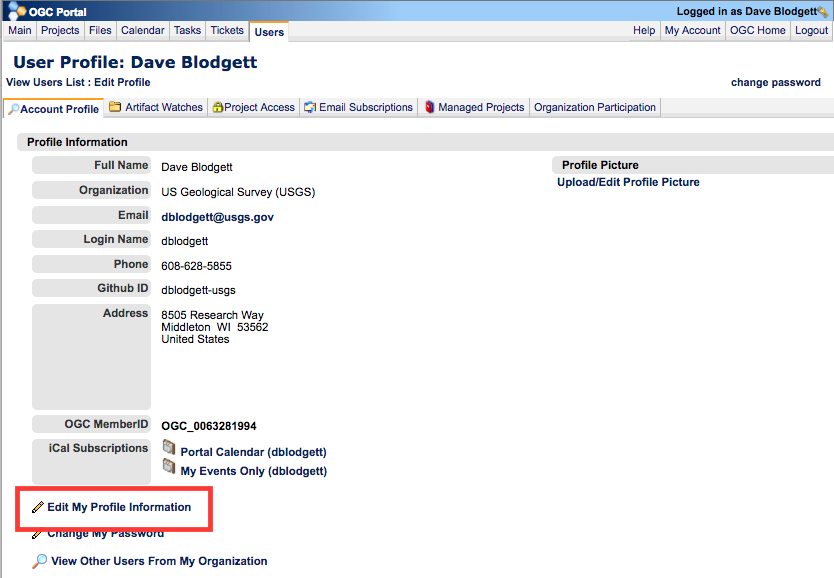 OGC Portal
Logged in as Dave Blodgett
Main Projects Files Calendar Tasks Tickets Users Help My Account OGC Home Logout
User Profile: Dave Blodgett
View Users List : Edit Profile
change password
Account Profile Artifact Watches Project Access Email Subscriptions Managed Projects Organization Participation
Profile Information
Full Name Dave Blodgett
Profile Picture
Upload/Edit Profile Picture
Organization US Geological Survey (USGS)
Email dblodgett@usgs.gov
Login Name dblodgett
Phone 608-628-5855
Github ID dblodgett-usgs
Address 8505 Research Way
Middleton WI 53562
United States
OGC MemberID OGC_0063281994
iCal Subscriptions Portal Calendar (dblodgett)
My Events Only (dblodgett)
Edit My Profile Information
Change My Password
View Other Users From My Organization